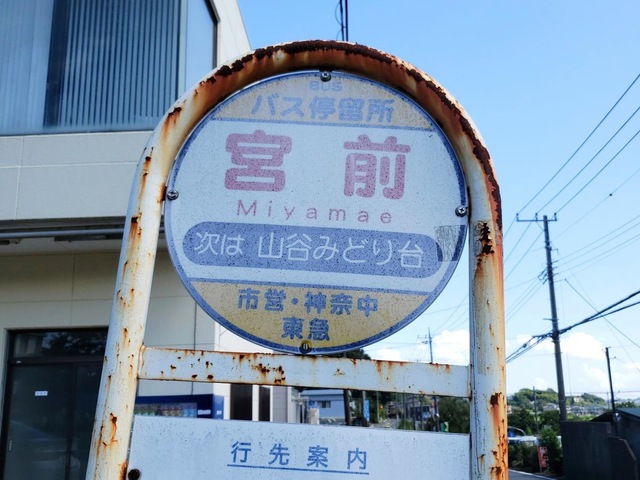 BUS
バス停留所
宮前
Miyamae
次は 山谷みどり台
市営・神奈中
東急
行先案内